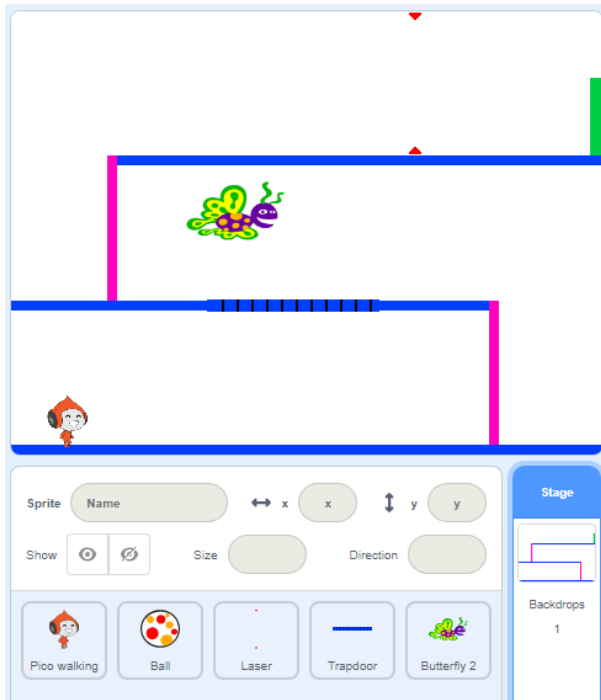 Sprite Name x x y y
Show Size Direction
Stage
Backdrops
1
Pico walking Ball Laser Trapdoor Butterfly 2